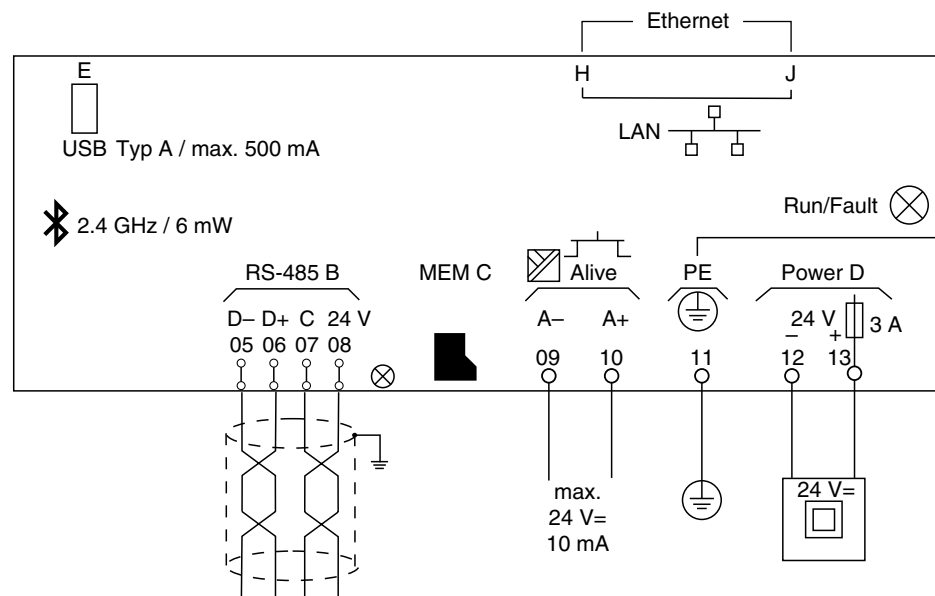 Ethernet
E
H J
USB Typ A / max. 500 mA
LAN
2.4 GHz / 6 mW
Run/Fault
RS-485 B
MEM C
Alive
PE
Power D
D– D+ C 24 V
A– A+
– 24 V +
3 A
05 06 07 08
09 10
11
12 13
max.
24 V=
10 mA
24 V=